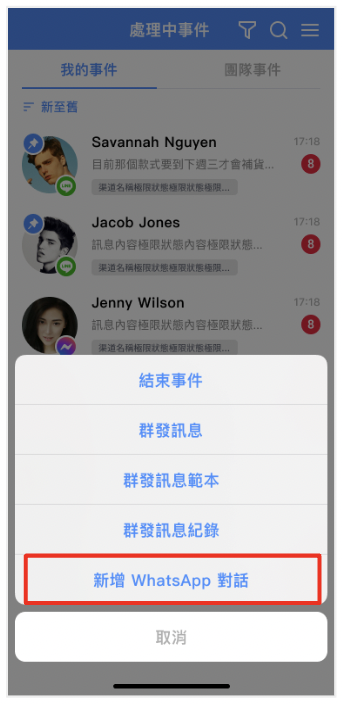 處理中事件
我的事件
團隊事件
新至舊
Savannah Nguyen
17:18
目前那個款式要到下週三才會補貨...
8
渠道名稱極限狀態極限狀態極限...
Jacob Jones
17:18
訊息內容極限狀態內容極限狀態...
8
渠道名稱極限狀態極限狀態極限...
Jenny Wilson
17:18
訊息內容極限狀態內容極限狀態...
8
渠道名稱極限狀態極限狀態極限...
結束事件
群發訊息
群發訊息範本
群發訊息紀錄
新增 WhatsApp 對話
取消